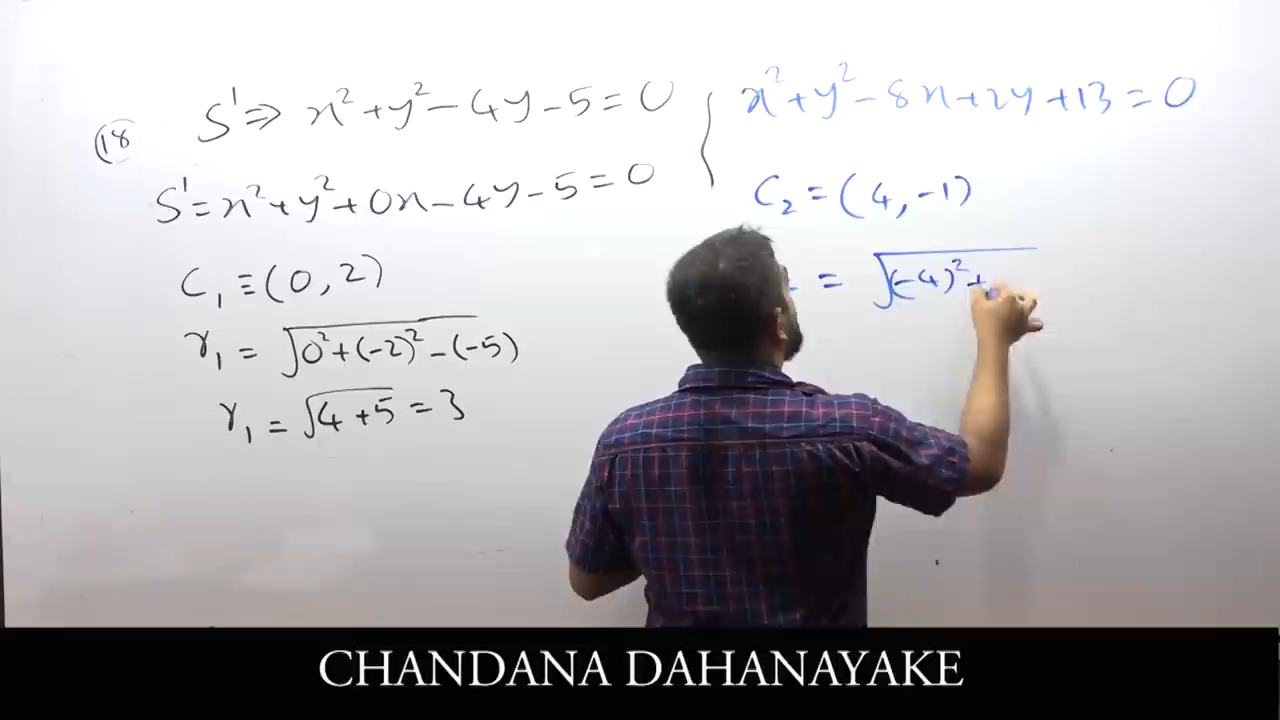 (18) S' ⇒ x² + y² - 4y - 5 = 0
S' = x² + y² + 0x - 4y - 5 = 0
C₁ ≡ (0, 2)
r₁ = √0² + (-2)² - (-5)
r₁ = √4 + 5 = 3
x² + y² - 8x + 2y + 13 = 0
C₂ = (4, -1)
= √(-4)² +
CHANDANA DAHANAYAKE